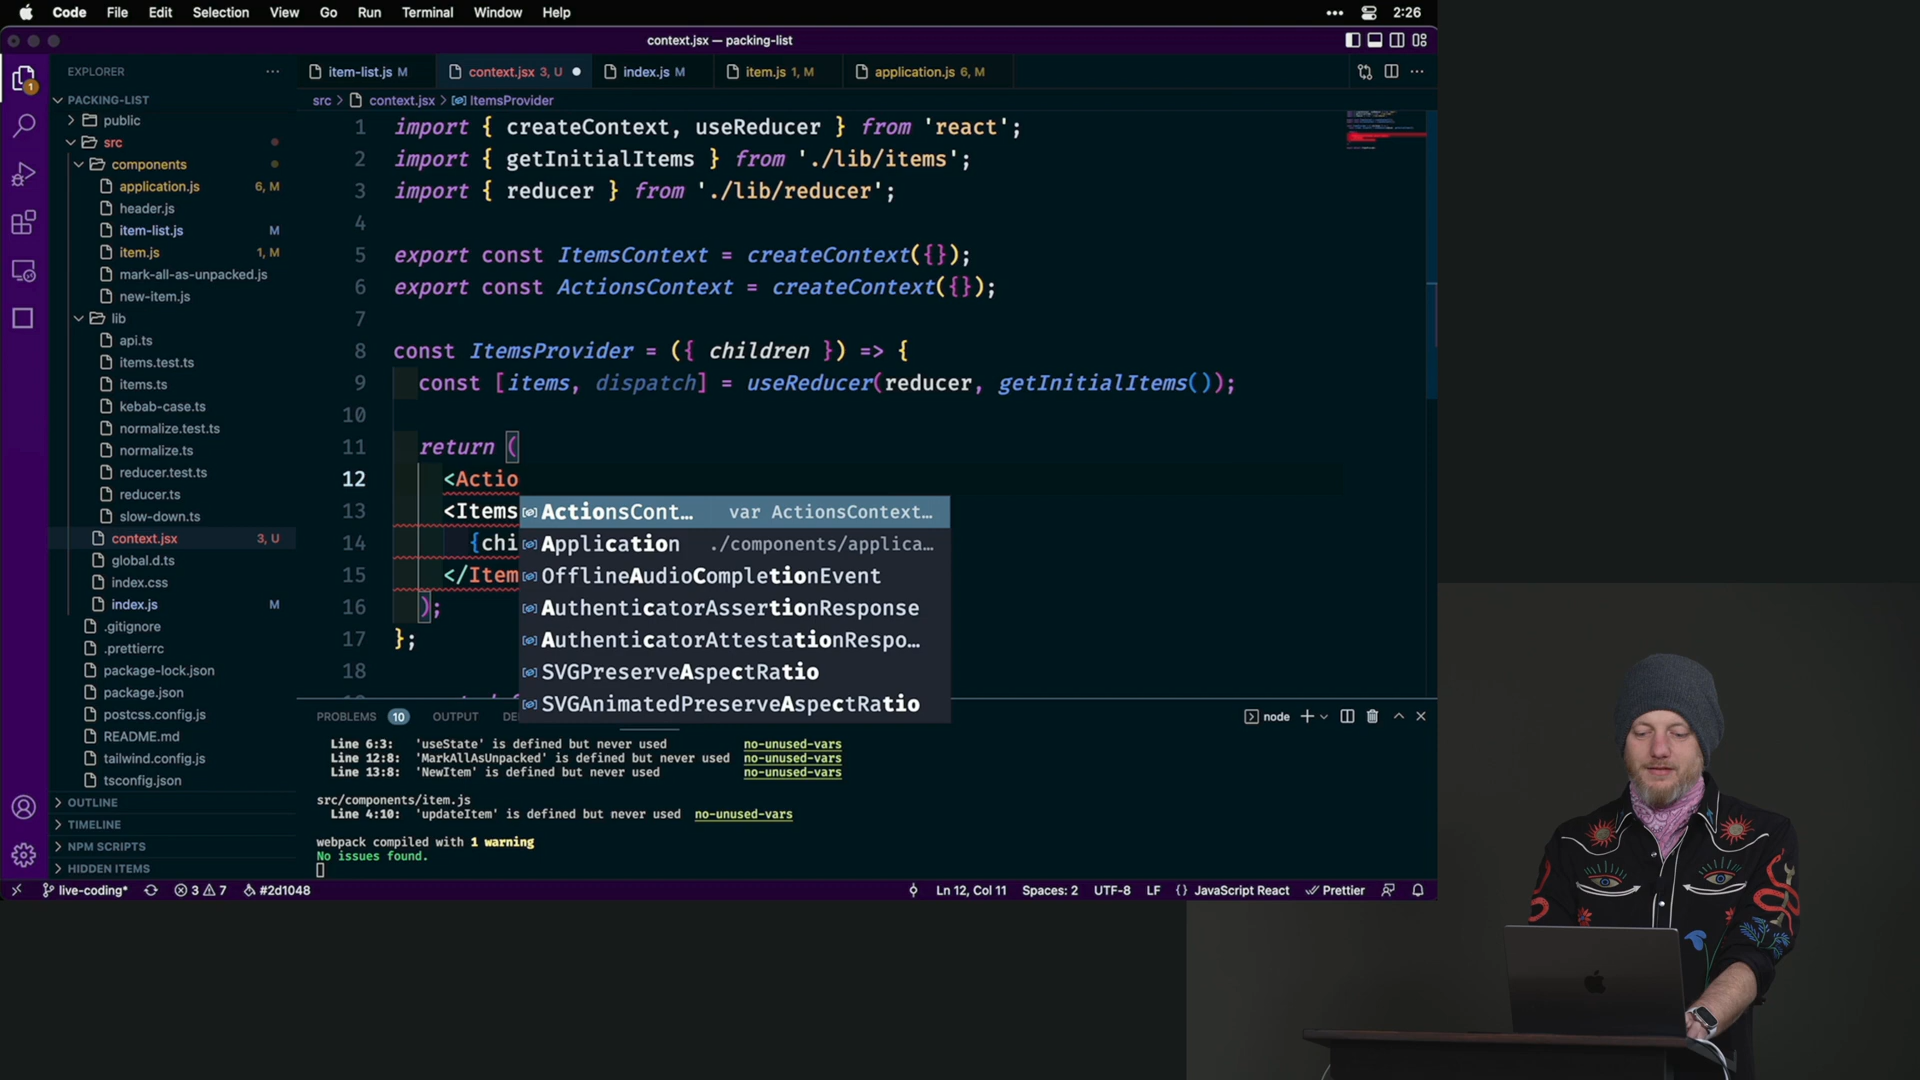 Code File Edit Selection View Go Run Terminal Window Help 2:26
context.jsx — packing-list
EXPLORER
item-list.js M
context.jsx 3, U
index.js M
item.js 1, M
application.js 6, M
src > context.jsx > ItemsProvider
PACKING-LIST
public
src
components
application.js 6, M
header.js
item-list.js M
item.js 1, M
mark-all-as-unpacked.js
new-item.js
lib
api.ts
items.test.ts
items.ts
kebab-case.ts
normalize.test.ts
normalize.ts
reducer.test.ts
reducer.ts
slow-down.ts
context.jsx 3, U
global.d.ts
index.css
index.js M
.gitignore
.prettierrc
package-lock.json
package.json
postcss.config.js
README.md
tailwind.config.js
tsconfig.json
OUTLINE
TIMELINE
NPM SCRIPTS
HIDDEN ITEMS
1 import { createContext, useReducer } from 'react';
2 import { getInitialItems } from './lib/items';
3 import { reducer } from './lib/reducer';
4
5 export const ItemsContext = createContext({});
6 export const ActionsContext = createContext({});
7
8 const ItemsProvider = ({ children }) => {
9 const [items, dispatch] = useReducer(reducer, getInitialItems());
10
11 return (
12 <Actio
13 <Items
14 {chi
15 </Item
16 );
17 };
18
ActionsCont… var ActionsContext…
Application ./components/applica…
OfflineAudioCompletionEvent
AuthenticatorAssertionResponse
AuthenticatorAttestationRespo…
SVGPreserveAspectRatio
SVGAnimatedPreserveAspectRatio
PROBLEMS 10 OUTPUT DE
node
Line 6:3: 'useState' is defined but never used no-unused-vars
Line 12:8: 'MarkAllAsUnpacked' is defined but never used no-unused-vars
Line 13:8: 'NewItem' is defined but never used no-unused-vars
src/components/item.js
Line 4:10: 'updateItem' is defined but never used no-unused-vars
webpack compiled with 1 warning
No issues found.
live-coding* 3 7 #2d1048 Ln 12, Col 11 Spaces: 2 UTF-8 LF {} JavaScript React Prettier